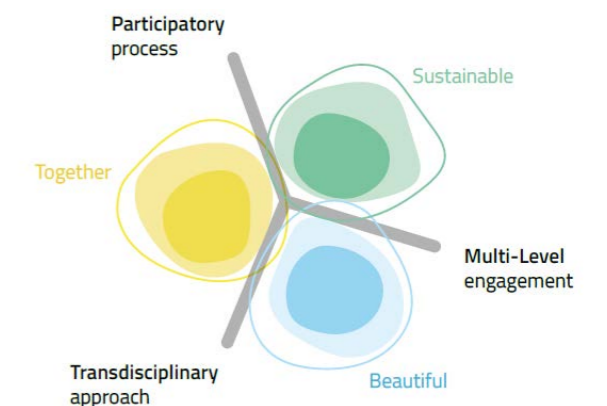 Participatory
process
Sustainable
Together
Multi-Level
engagement
Transdisciplinary
approach
Beautiful